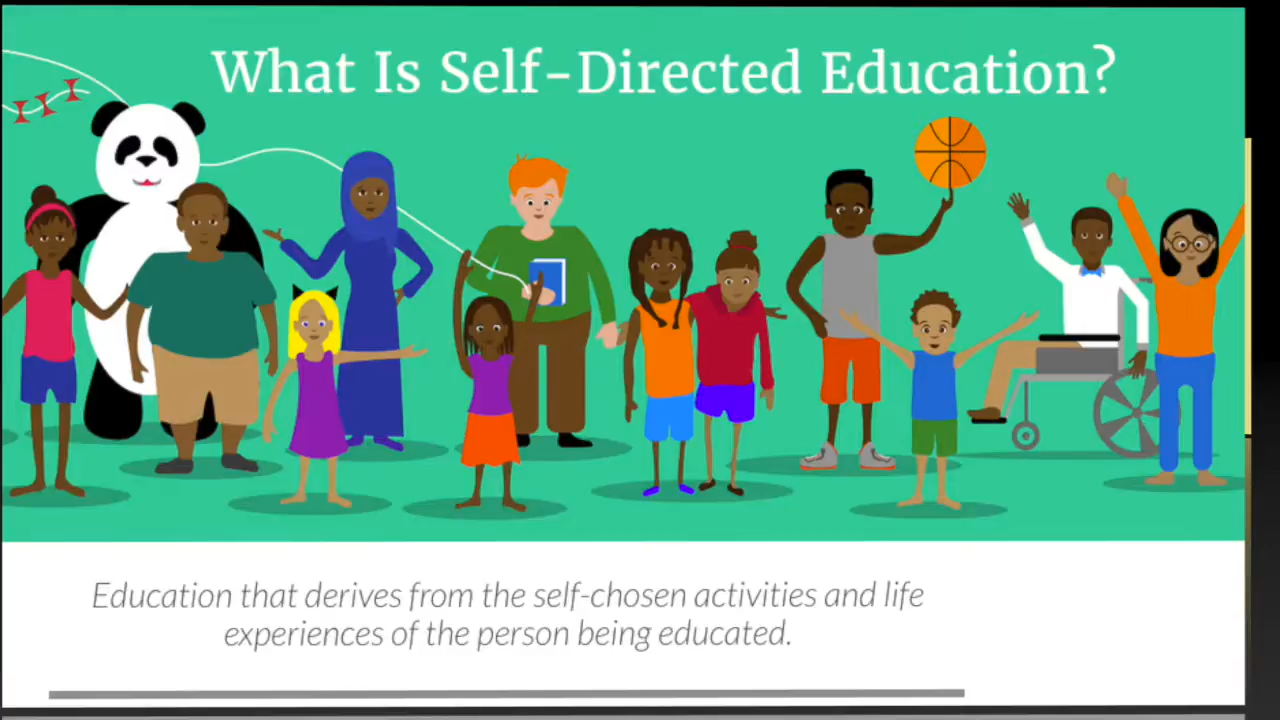 What Is Self-Directed Education?
Education that derives from the self-chosen activities and life
experiences of the person being educated.